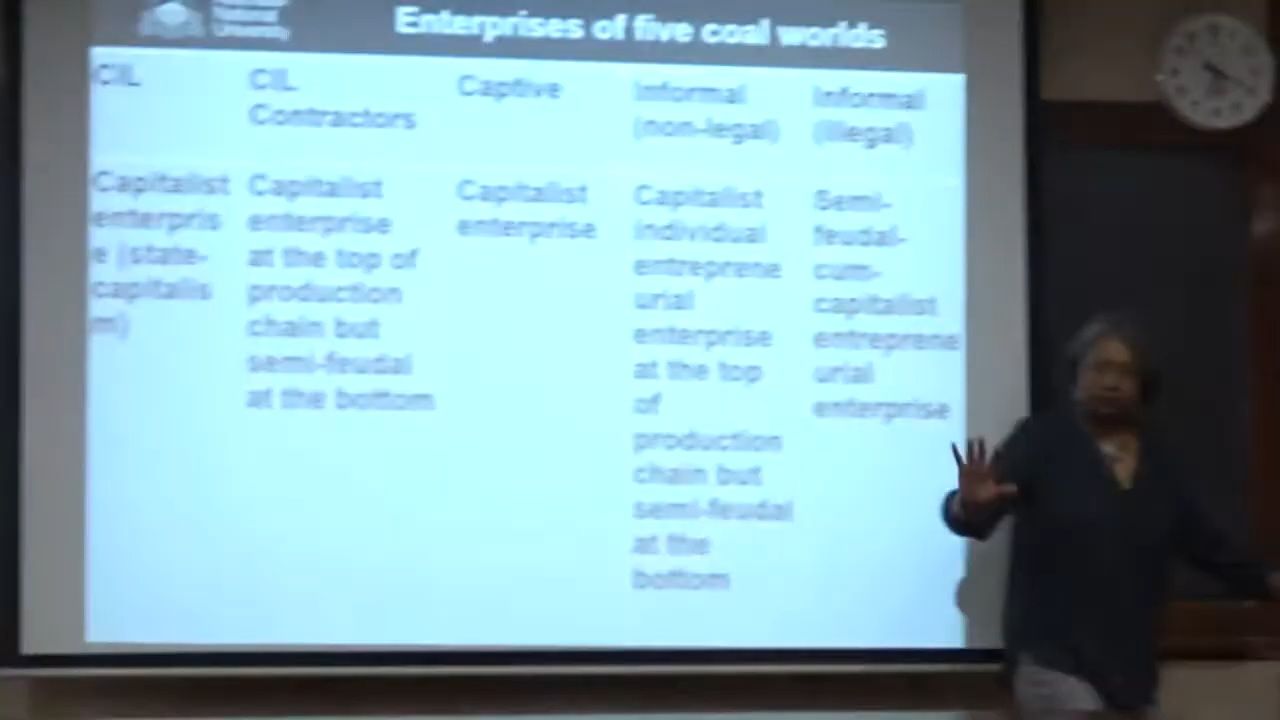 Enterprises of five coal worlds
CIL
CIL
Contractors
Captive
Informal
(non-legal)
Informal
(illegal)
Capitalist
enterpris
e (state-
capitalis
m)
Capitalist
enterprise
at the top of
production
chain but
semi-feudal
at the bottom
Capitalist
enterprise
Capitalist
individual
entreprene
urial
enterprise
at the top
of
production
chain but
semi-feudal
at the
bottom
Semi-
feudal-
cum-
capitalist
entreprene
urial
enterprise